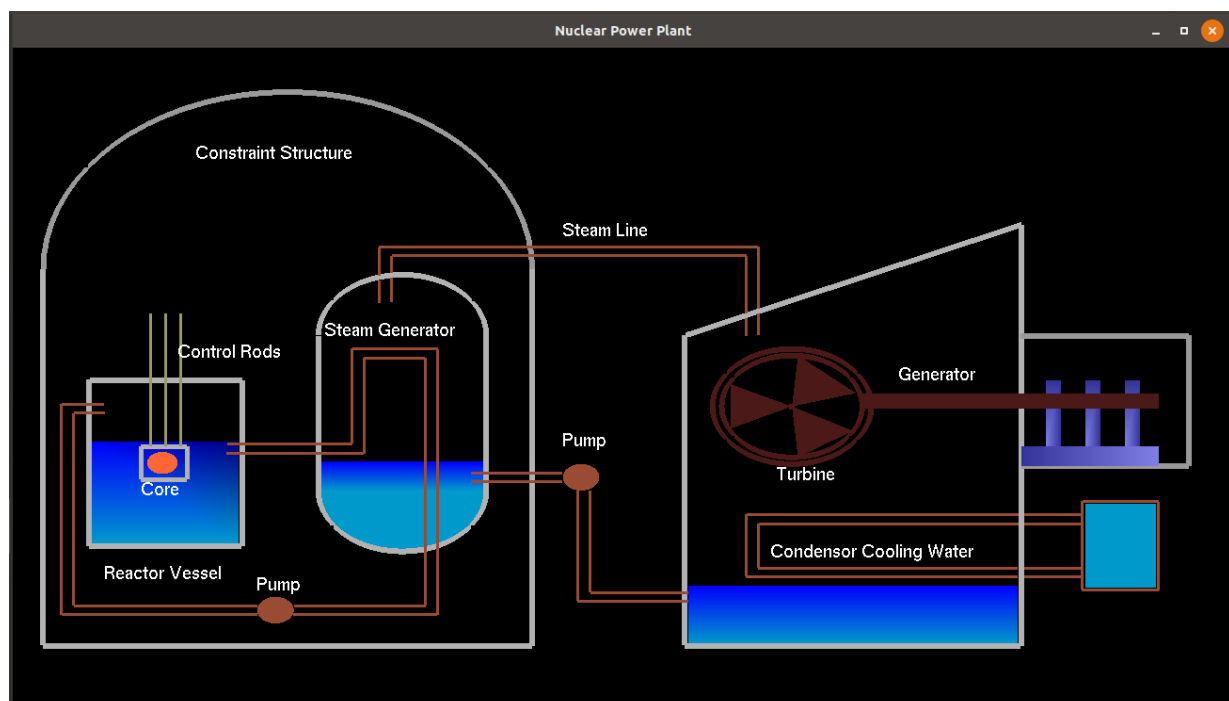 Nuclear Power Plant
Constraint Structure
Steam Line
Steam Generator
Control Rods
Generator
Pump
Turbine
Core
Condensor Cooling Water
Reactor Vessel
Pump